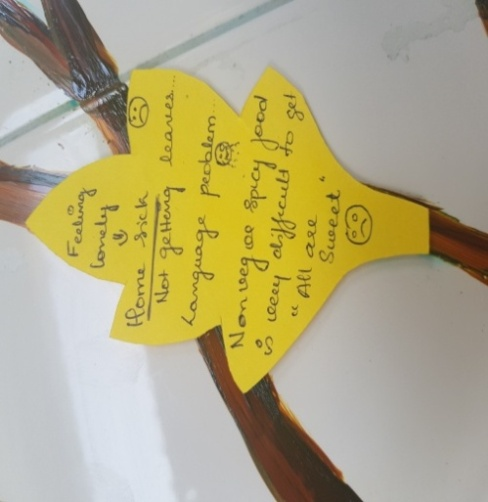 Feeling
lonely
&
Home sick
Not getting leaves...
Language problem...
Non veg or spicy food
is very difficult to get
"All are
Sweet"